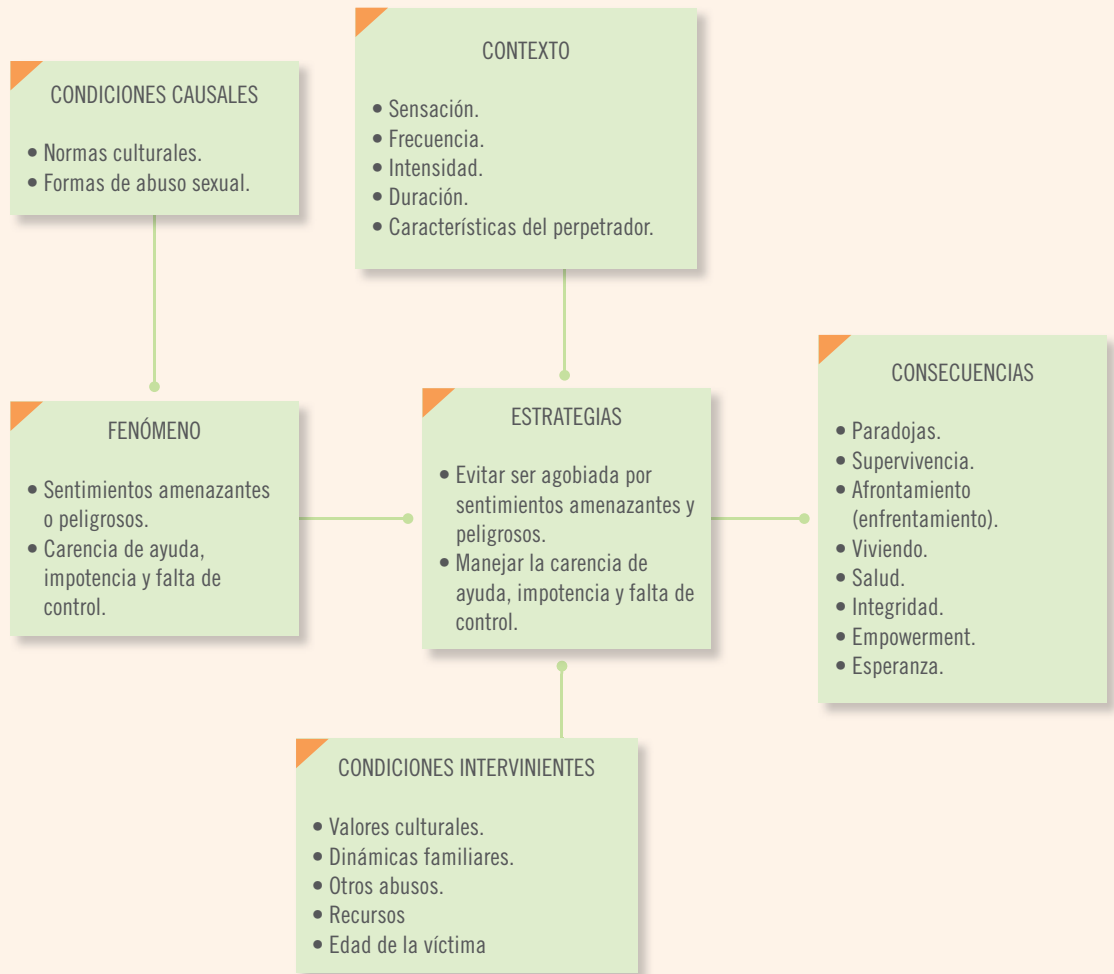 CONTEXTO
• Sensación.
• Frecuencia.
• Intensidad.
• Duración.
• Características del perpetrador.
CONDICIONES CAUSALES
• Normas culturales.
• Formas de abuso sexual.
FENÓMENO
• Sentimientos amenazantes
o peligrosos.
• Carencia de ayuda,
impotencia y falta de
control.
ESTRATEGIAS
• Evitar ser agobiada por
sentimientos amenazantes y
peligrosos.
• Manejar la carencia de
ayuda, impotencia y falta de
control.
CONSECUENCIAS
• Paradojas.
• Supervivencia.
• Afrontamiento
(enfrentamiento).
• Viviendo.
• Salud.
• Integridad.
• Empowerment.
• Esperanza.
CONDICIONES INTERVINIENTES
• Valores culturales.
• Dinámicas familiares.
• Otros abusos.
• Recursos
• Edad de la víctima